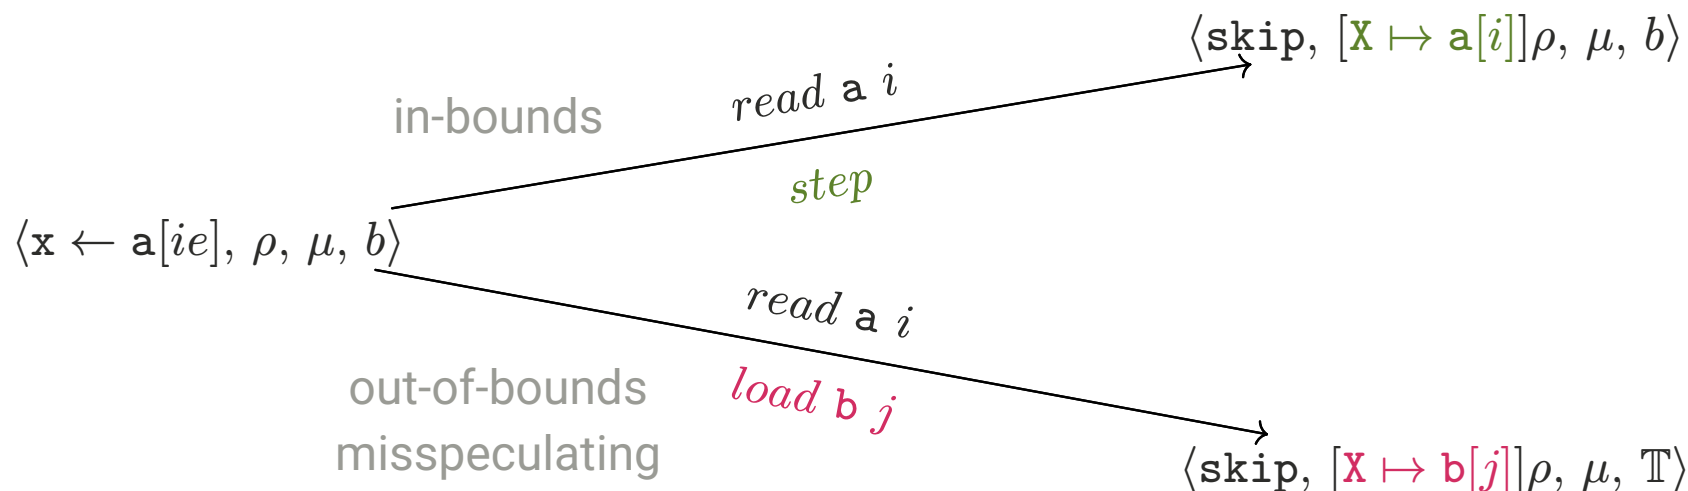 ⟨skip, [X ↦ a[i]]ρ, μ, b⟩
read a i
in-bounds
step
⟨x ← a[ie], ρ, μ, b⟩
read a i
out-of-bounds
misspeculating
load b j
⟨skip, [X ↦ b[j]]ρ, μ, 𝕋⟩